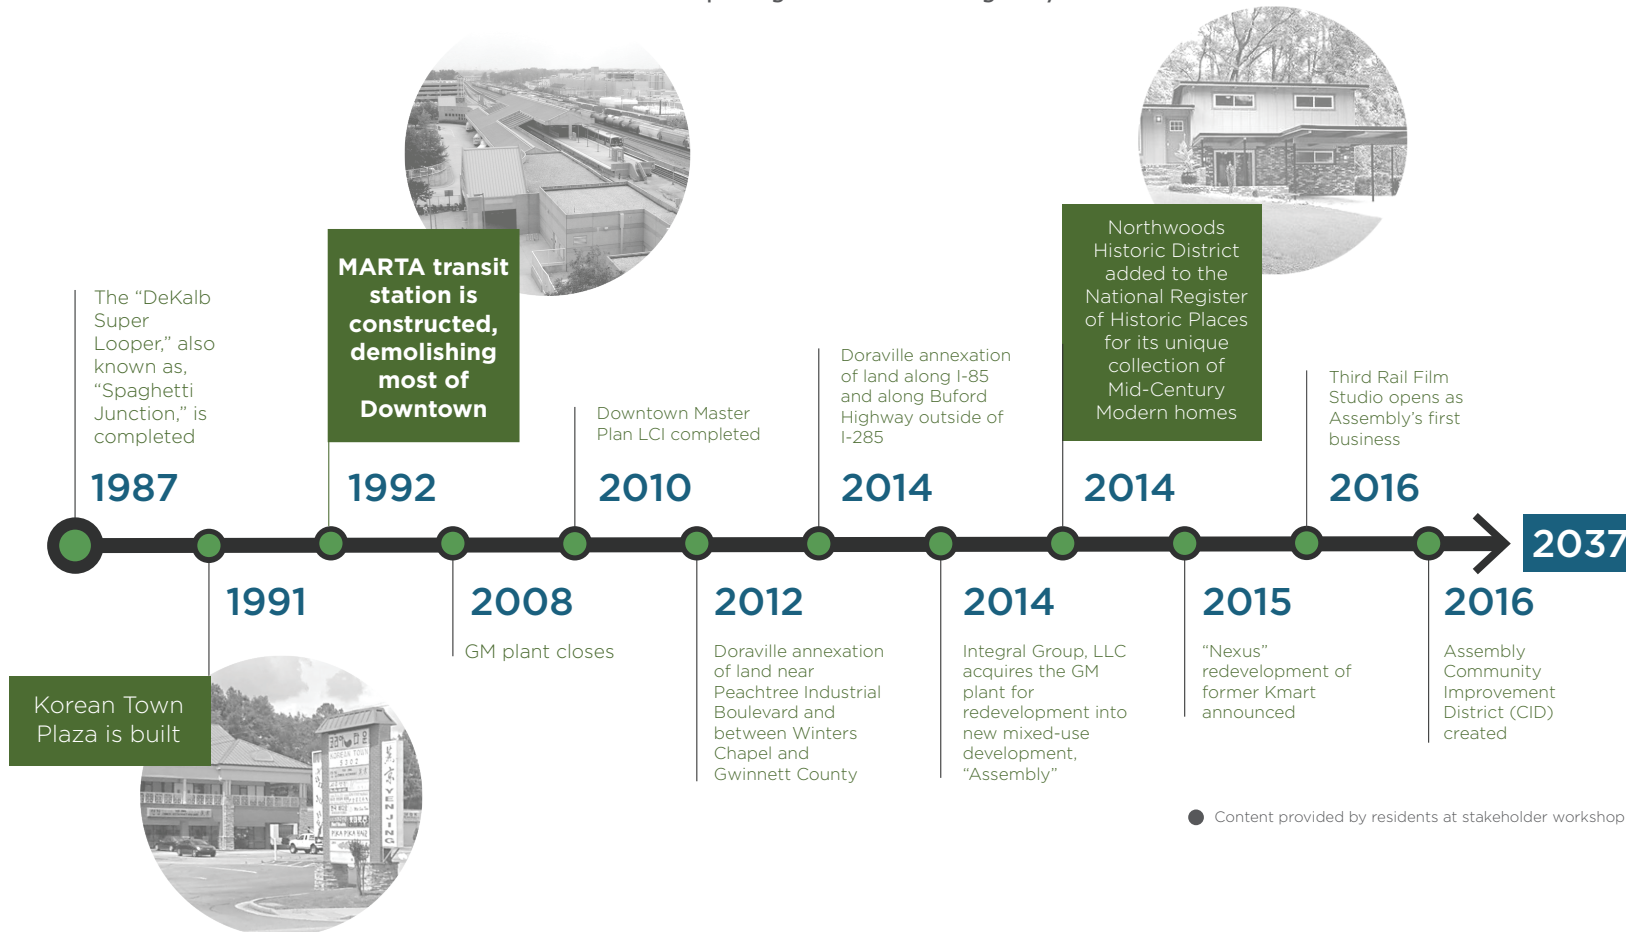 The “DeKalb
Super
Looper,” also
known as,
“Spaghetti
Junction,” is
completed
1987
1991
Korean Town
Plaza is built
KOREAN TOWN
5302
YEN JING
MARTA transit
station is
constructed,
demolishing
most of
Downtown
1992
2008
GM plant closes
Downtown Master
Plan LCI completed
2010
2012
Doraville annexation
of land near
Peachtree Industrial
Boulevard and
between Winters
Chapel and
Gwinnett County
Doraville annexation
of land along I-85
and along Buford
Highway outside of
I-285
2014
2014
Integral Group, LLC
acquires the GM
plant for
redevelopment into
new mixed-use
development,
“Assembly”
Northwoods
Historic District
added to the
National Register
of Historic Places
for its unique
collection of
Mid-Century
Modern homes
2014
2015
“Nexus”
redevelopment of
former Kmart
announced
Third Rail Film
Studio opens as
Assembly’s first
business
2016
2016
Assembly
Community
Improvement
District (CID)
created
2037
Content provided by residents at stakeholder workshop